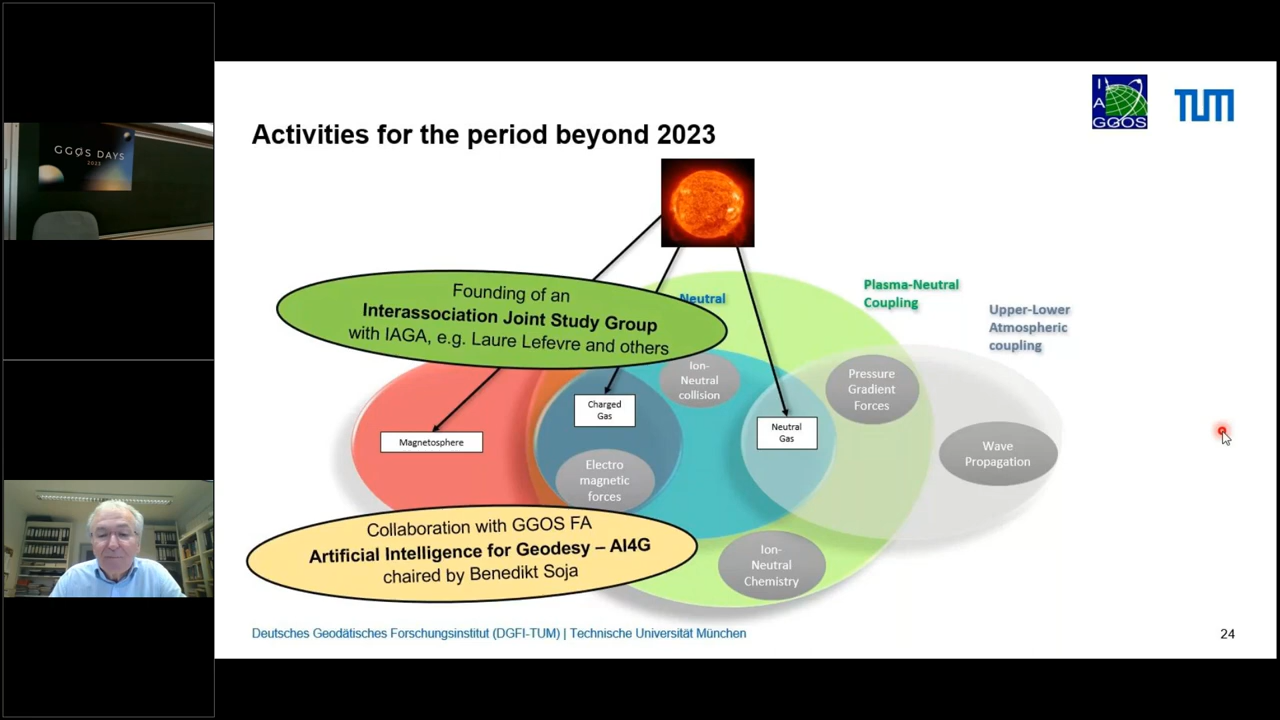 GGOS DAYS
2023
I
A
GGOS
TUM
Activities for the period beyond 2023
Founding of an
Interassociation Joint Study Group
with IAGA, e.g. Laure Lefevre and others
Neutral
Plasma-Neutral
Coupling
Upper-Lower
Atmospheric
coupling
Ion-
Neutral
collision
Pressure
Gradient
Forces
Charged
Gas
Magnetosphere
Neutral
Gas
Wave
Propagation
Electro
magnetic
forces
Collaboration with GGOS FA
Artificial Intelligence for Geodesy – AI4G
chaired by Benedikt Soja
Ion-
Neutral
Chemistry
Deutsches Geodätisches Forschungsinstitut (DGFI-TUM) | Technische Universität München
24